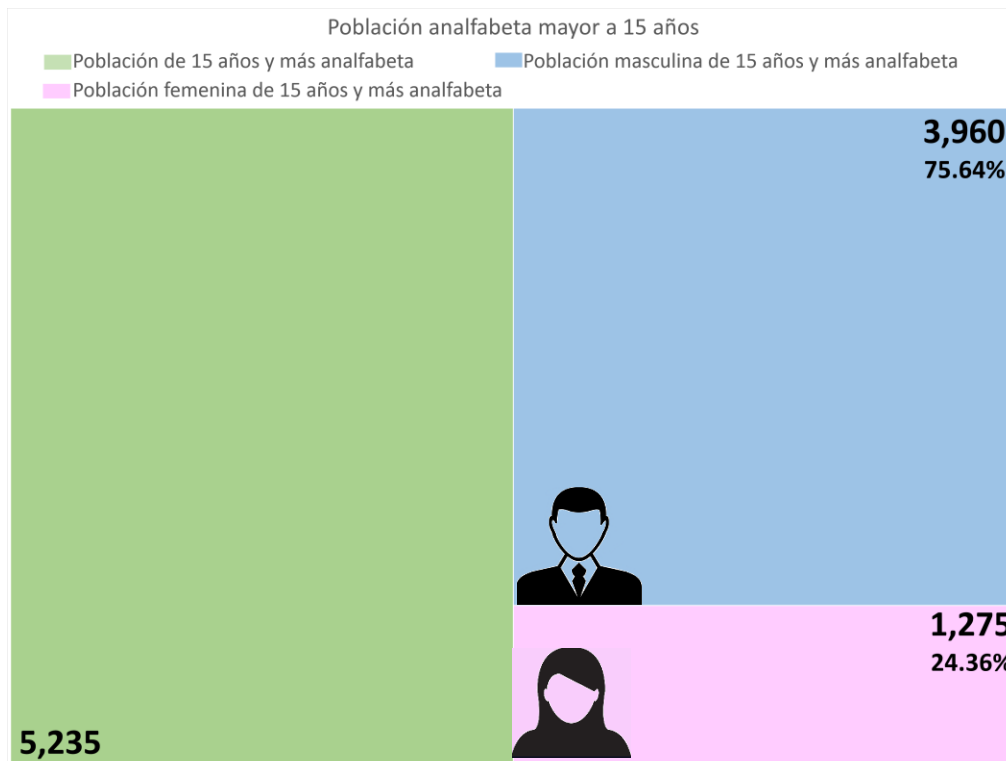 Población analfabeta mayor a 15 años
Población de 15 años y más analfabeta
Población masculina de 15 años y más analfabeta
Población femenina de 15 años y más analfabeta
3,960
75.64%
1,275
24.36%
5,235